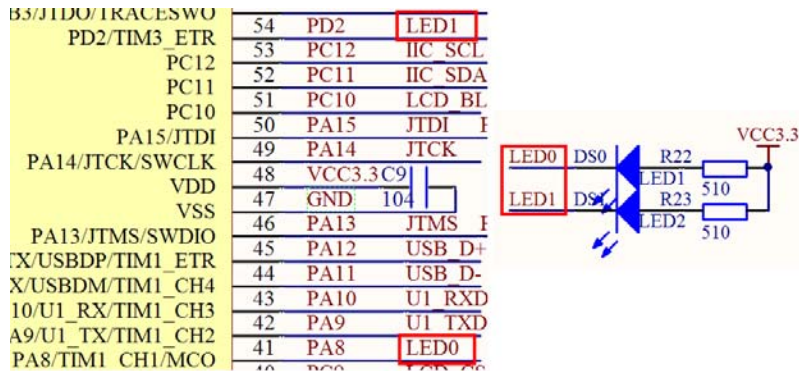 B3/JTDO/TRACESWO
PD2/TIM3_ETR 54 PD2 LED1
PC12 53 PC12 IIC_SCL
PC11 52 PC11 IIC_SDA
PC10 51 PC10 LCD_BL
PA15/JTDI 50 PA15 JTDI
PA14/JTCK/SWCLK 49 PA14 JTCK
VDD 48 VCC3.3 C9
VSS 47 GND 104
PA13/JTMS/SWDIO 46 PA13 JTMS
TX/USBDP/TIM1_ETR 45 PA12 USB_D+
X/USBDM/TIM1_CH4 44 PA11 USB_D-
10/U1_RX/TIM1_CH3 43 PA10 U1_RXD
A9/U1_TX/TIM1_CH2 42 PA9 U1_TXD
PA8/TIM1_CH1/MCO 41 PA8 LED0
VCC3.3
LED0 DS0 R22
LED1 510
LED1 R23
LED2 510